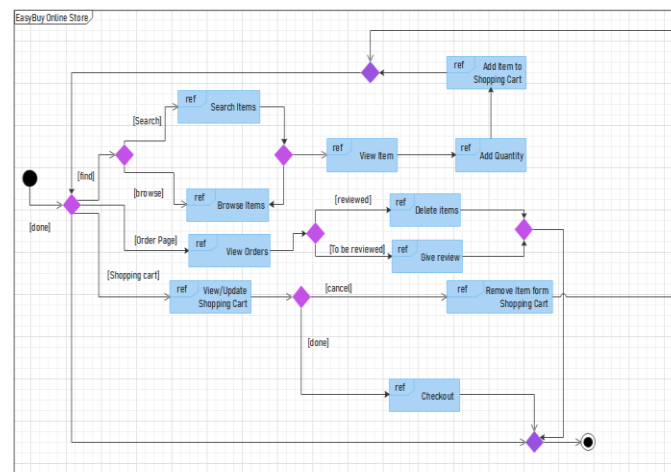 EasyBuy Online Store
ref
Add Item to
Shopping Cart
ref
Search Items
[Search]
ref
View Item
ref
Add Quantity
[find]
[browse]
ref
Browse Items
[reviewed]
ref
Delete items
[done]
[Order Page]
ref
View Orders
[To be reviewed]
ref
Give review
[Shopping cart]
ref
View/Update
Shopping Cart
[cancel]
ref
Remove Item form
Shopping Cart
[done]
ref
Checkout